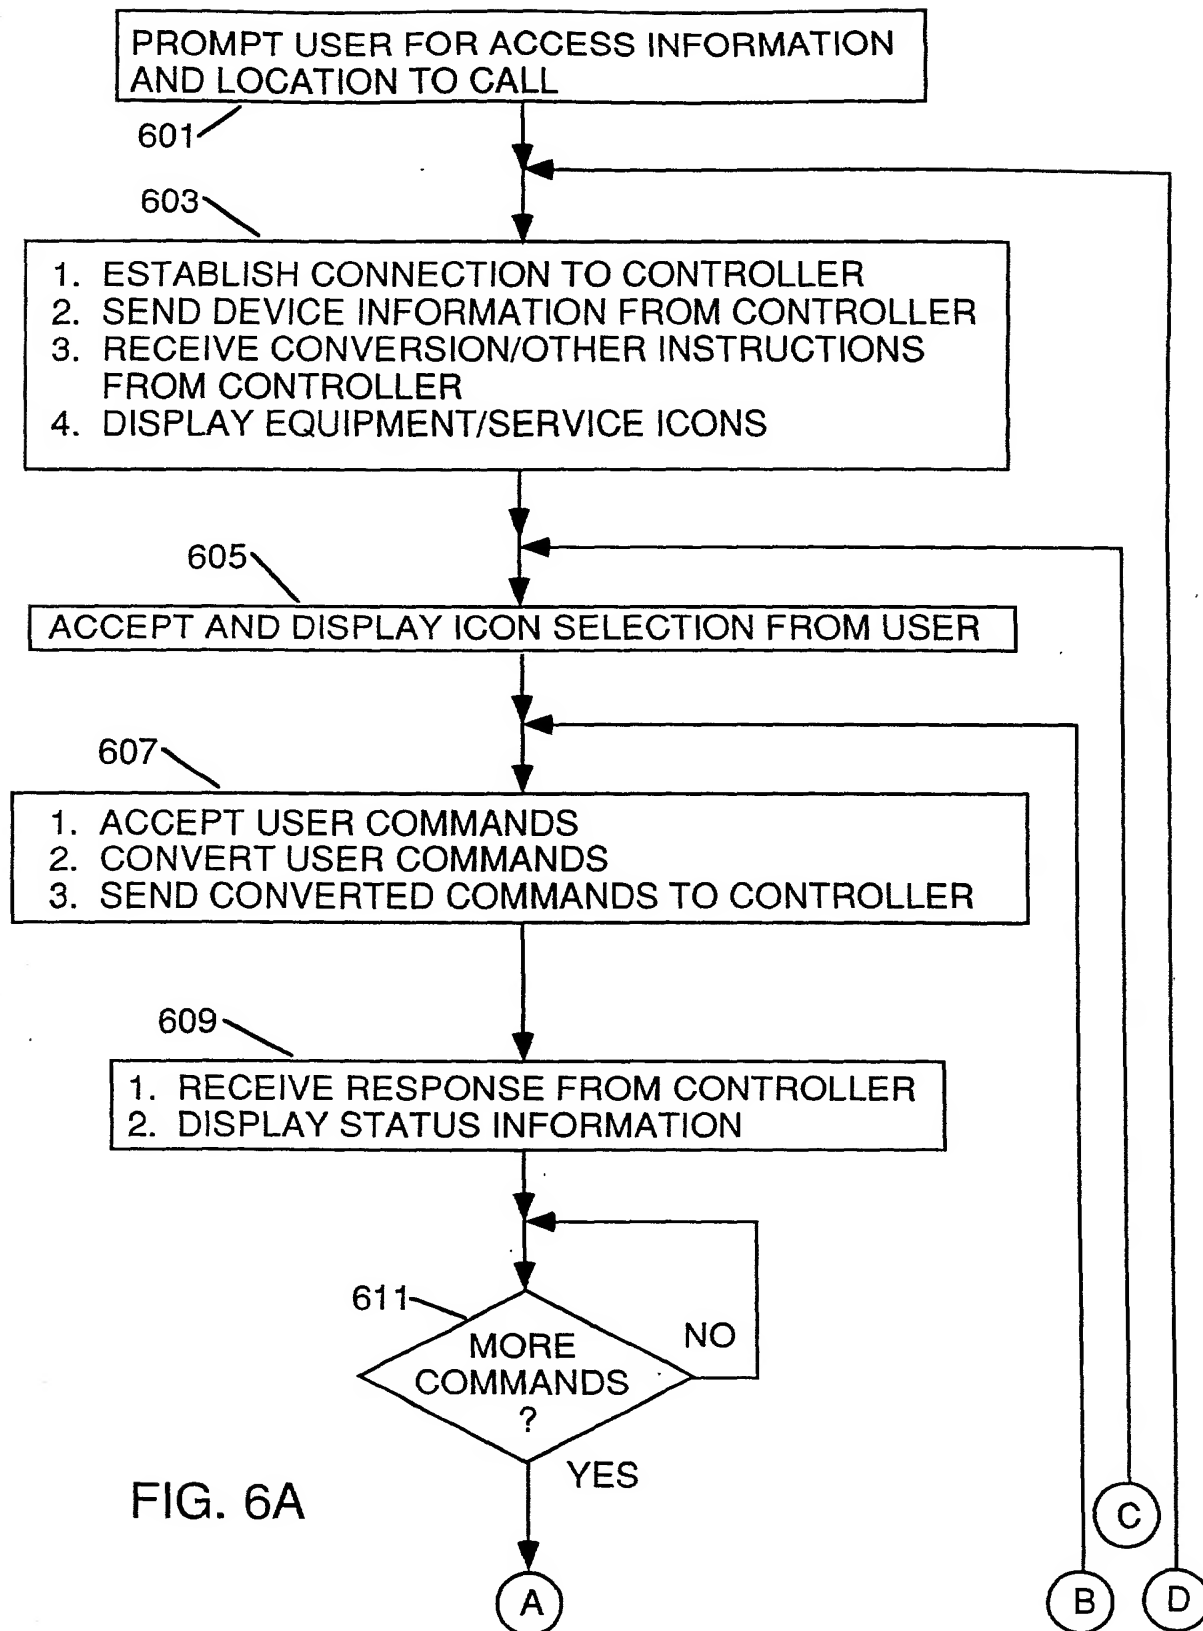 PROMPT USER FOR ACCESS INFORMATION
AND LOCATION TO CALL
601
603
1. ESTABLISH CONNECTION TO CONTROLLER
2. SEND DEVICE INFORMATION FROM CONTROLLER
3. RECEIVE CONVERSION/OTHER INSTRUCTIONS
FROM CONTROLLER
4. DISPLAY EQUIPMENT/SERVICE ICONS
605
ACCEPT AND DISPLAY ICON SELECTION FROM USER
607
1. ACCEPT USER COMMANDS
2. CONVERT USER COMMANDS
3. SEND CONVERTED COMMANDS TO CONTROLLER
609
1. RECEIVE RESPONSE FROM CONTROLLER
2. DISPLAY STATUS INFORMATION
611
MORE
COMMANDS
?
NO
YES
FIG. 6A
C
A
B
D